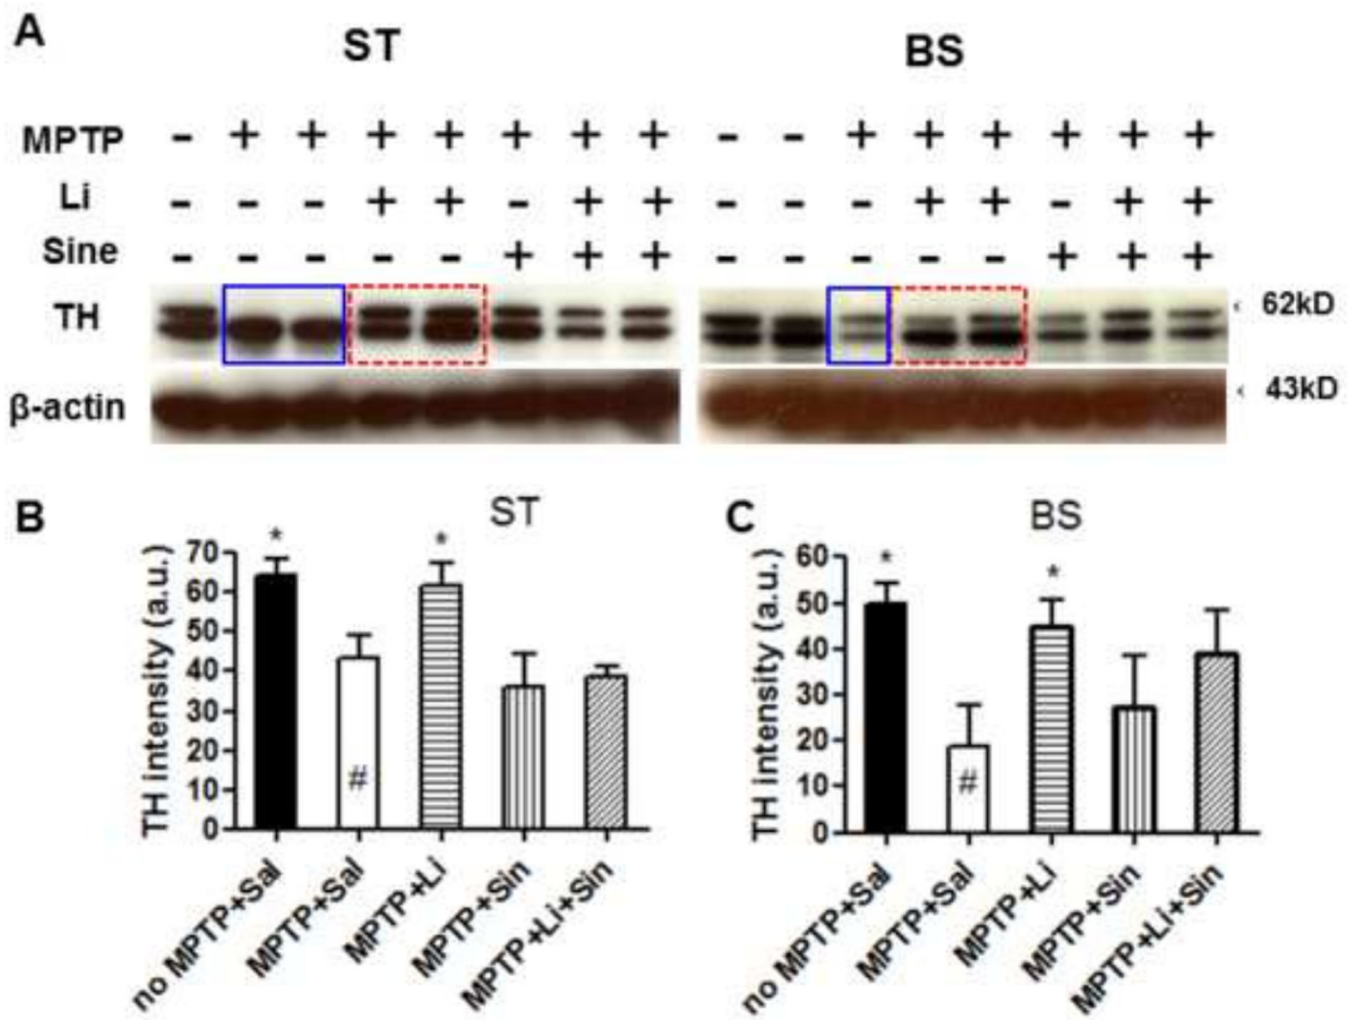 A
ST
BS
MPTP - + + + + + + + - - + + + + + +
Li - - - + + - + + - - - + + - + +
Sine - - - - - + + + - - - - - + + +
TH
‹ 62kD
β-actin
‹ 43kD
B
ST
TH intensity (a.u.)
70
60
50
40
30
20
10
0
* * #
no MPTP+Sal
MPTP+Sal
MPTP+Li
MPTP+Sin
MPTP+Li+Sin
C
BS
TH intensity (a.u.)
60
50
40
30
20
10
0
* * #
no MPTP+Sal
MPTP+Sal
MPTP+Li
MPTP+Sin
MPTP+Li+Sin